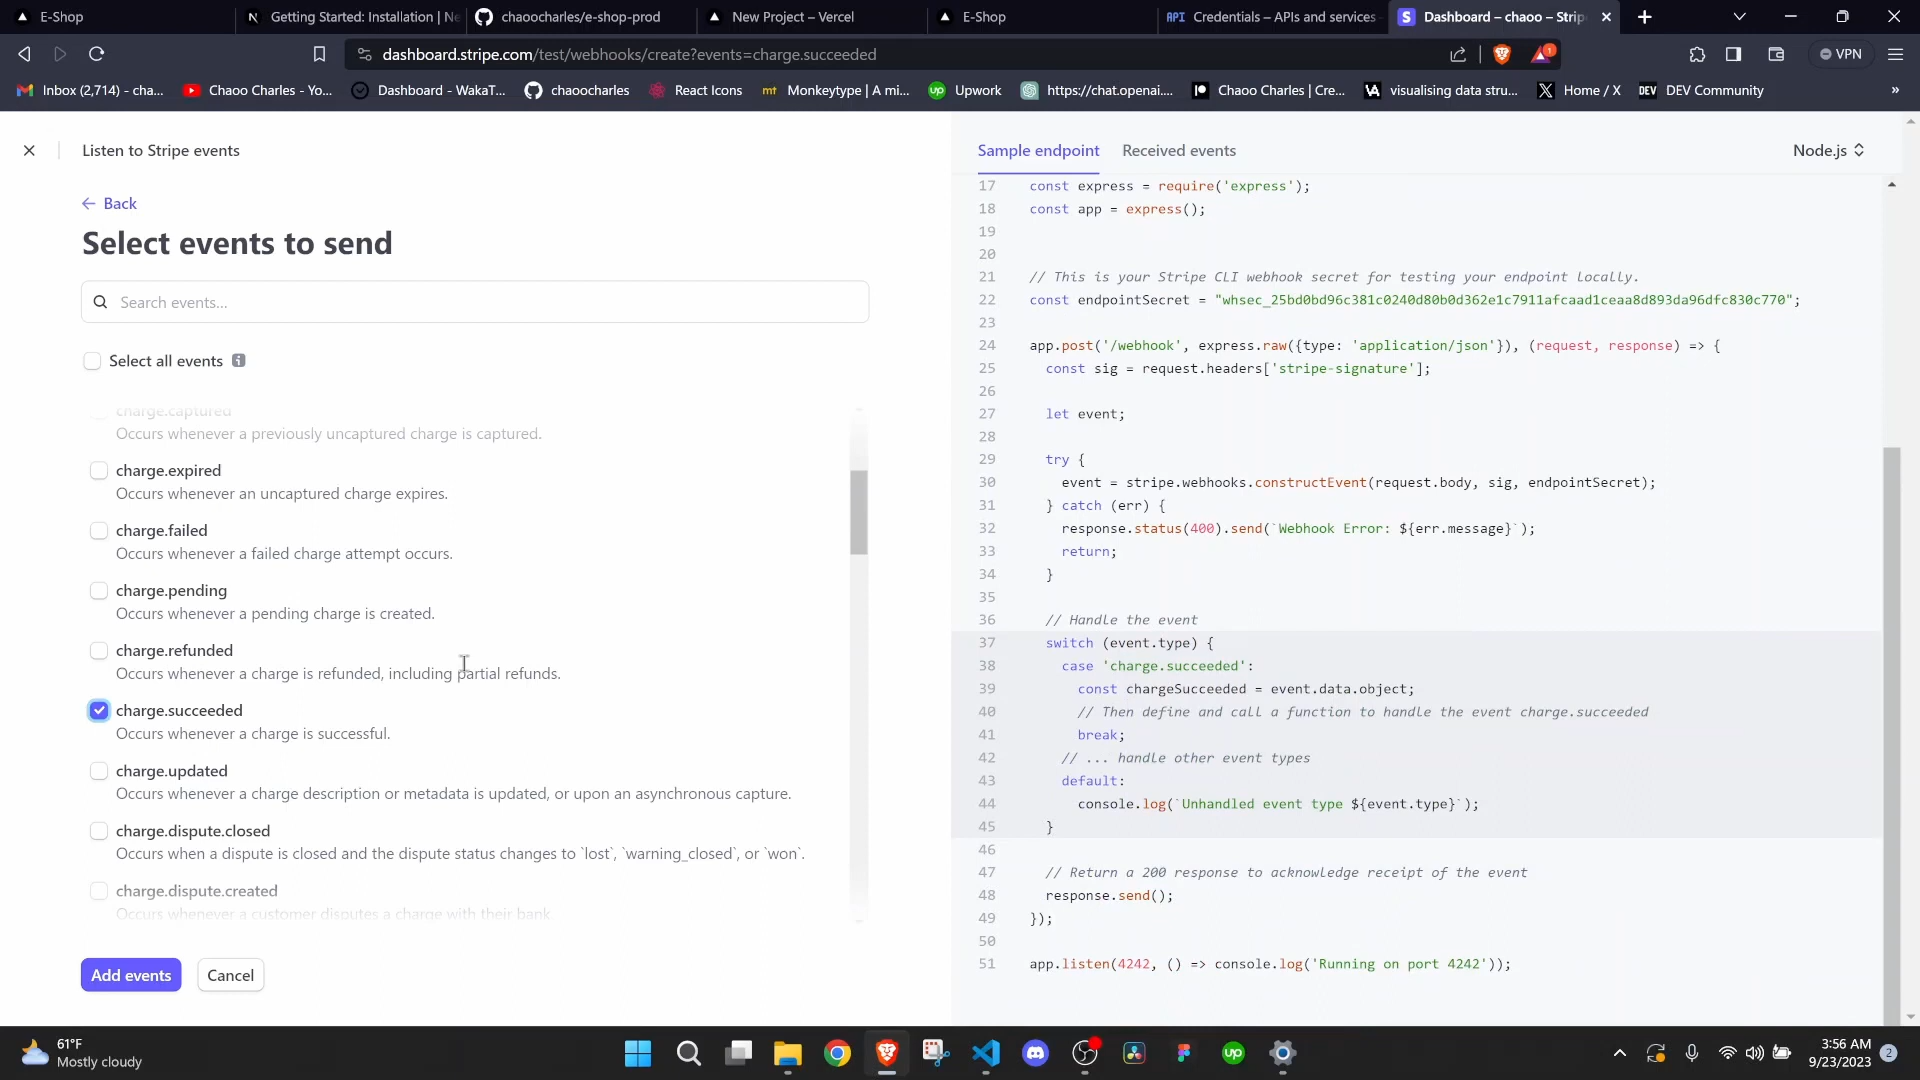 E-Shop
Getting Started: Installation | Ne
chaoocharles/e-shop-prod
New Project – Vercel
E-Shop
API Credentials – APIs and services
Dashboard – chaoo – Strip
dashboard.stripe.com/test/webhooks/create?events=charge.succeeded
1
VPN
Inbox (2,714) - cha...
Chaoo Charles - Yo...
Dashboard - WakaT...
chaoocharles
React Icons
mt Monkeytype | A mi...
up Upwork
https://chat.openai....
Chaoo Charles | Cre...
visualising data stru...
Home / X
DEV DEV Community
»
Listen to Stripe events
← Back
Select events to send
Search events...
Select all events
charge.captured
Occurs whenever a previously uncaptured charge is captured.
charge.expired
Occurs whenever an uncaptured charge expires.
charge.failed
Occurs whenever a failed charge attempt occurs.
charge.pending
Occurs whenever a pending charge is created.
charge.refunded
Occurs whenever a charge is refunded, including partial refunds.
charge.succeeded
Occurs whenever a charge is successful.
charge.updated
Occurs whenever a charge description or metadata is updated, or upon an asynchronous capture.
charge.dispute.closed
Occurs when a dispute is closed and the dispute status changes to `lost`, `warning_closed`, or `won`.
charge.dispute.created
Occurs whenever a customer disputes a charge with their bank.
Add events
Cancel
Sample endpoint
Received events
Node.js
17 const express = require('express');
18 const app = express();
19
20
21 // This is your Stripe CLI webhook secret for testing your endpoint locally.
22 const endpointSecret = "whsec_25bd0bd96c381c0240d80b0d362e1c7911afcaad1ceaa8d893da96dfc830c770";
23
24 app.post('/webhook', express.raw({type: 'application/json'}), (request, response) => {
25 const sig = request.headers['stripe-signature'];
26
27 let event;
28
29 try {
30 event = stripe.webhooks.constructEvent(request.body, sig, endpointSecret);
31 } catch (err) {
32 response.status(400).send(`Webhook Error: ${err.message}`);
33 return;
34 }
35
36 // Handle the event
37 switch (event.type) {
38 case 'charge.succeeded':
39 const chargeSucceeded = event.data.object;
40 // Then define and call a function to handle the event charge.succeeded
41 break;
42 // ... handle other event types
43 default:
44 console.log(`Unhandled event type ${event.type}`);
45 }
46
47 // Return a 200 response to acknowledge receipt of the event
48 response.send();
49 });
50
51 app.listen(4242, () => console.log('Running on port 4242'));
61°F
Mostly cloudy
up
3:56 AM
9/23/2023
2